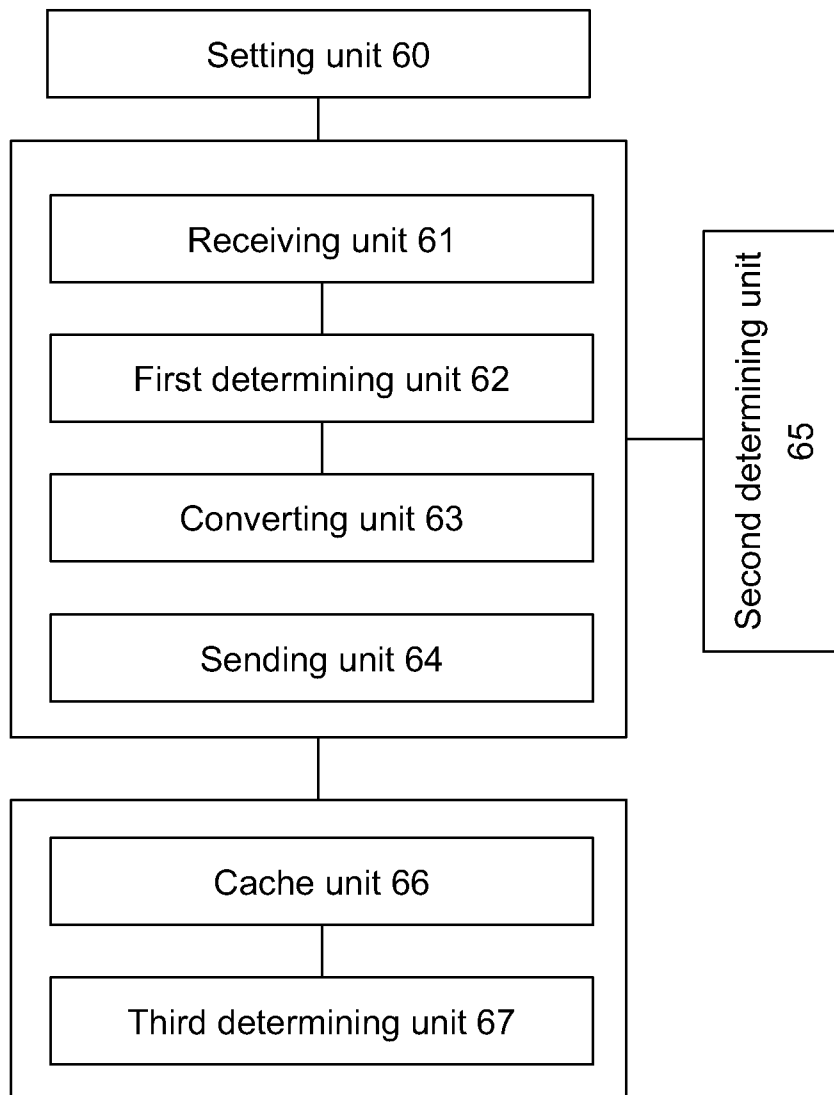 Setting unit 60
Receiving unit 61
First determining unit 62
Converting unit 63
Sending unit 64
Second determining unit
65
Cache unit 66
Third determining unit 67